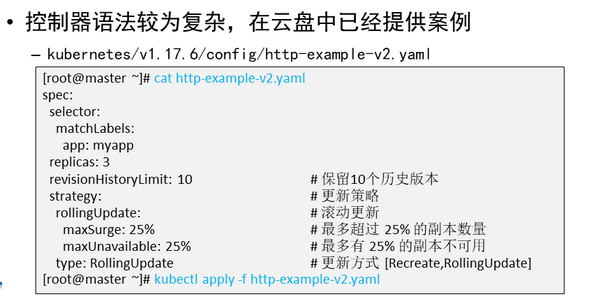 • 控制器语法较为复杂，在云盘中已经提供案例
– kubernetes/v1.17.6/config/http-example-v2.yaml
[root@master ~]# cat http-example-v2.yaml
spec:
  selector:
    matchLabels:
      app: myapp
  replicas: 3
  revisionHistoryLimit: 10 # 保留10个历史版本
  strategy: # 更新策略
    rollingUpdate: # 滚动更新
      maxSurge: 25% # 最多超过 25% 的副本数量
      maxUnavailable: 25% # 最多有 25% 的副本不可用
    type: RollingUpdate # 更新方式 [Recreate,RollingUpdate]
[root@master ~]# kubectl apply -f http-example-v2.yaml